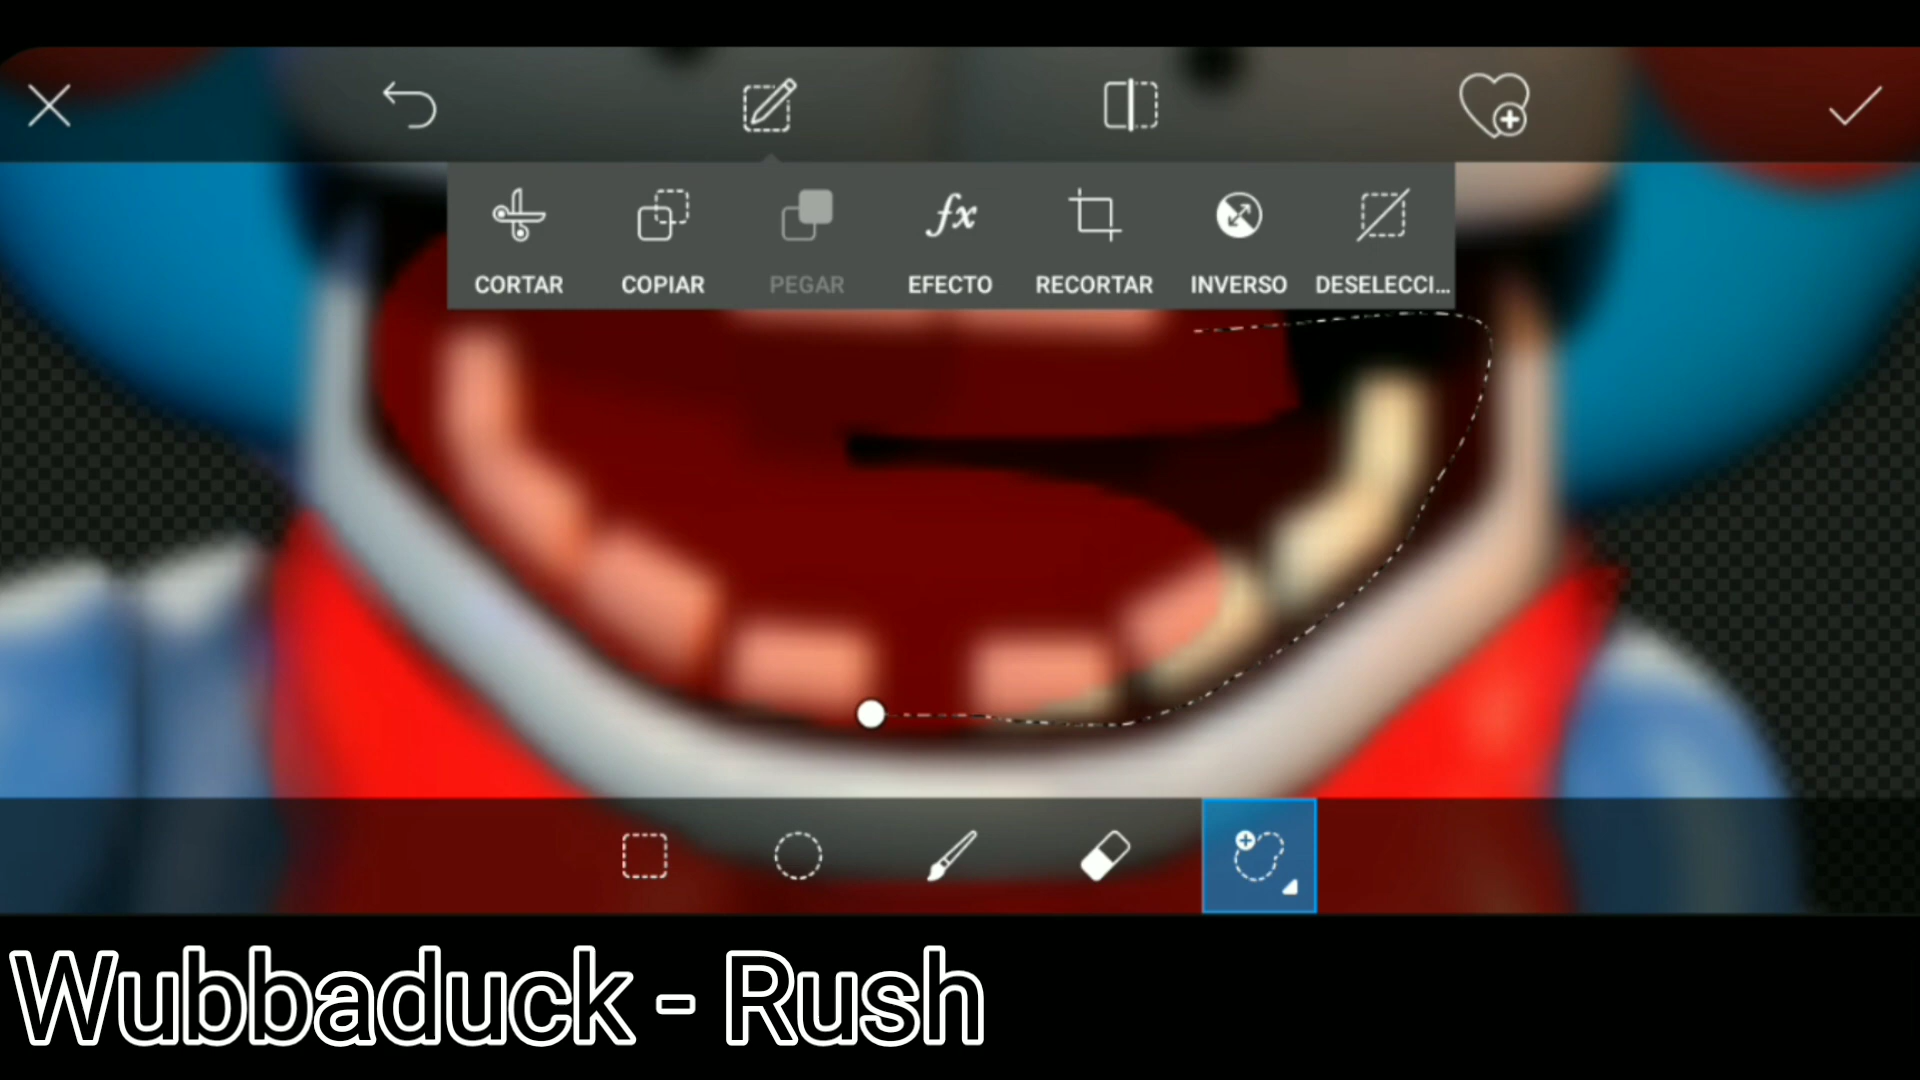 CORTAR COPIAR PEGAR EFECTO RECORTAR INVERSO DESELECCI...
Wubbaduck - Rush